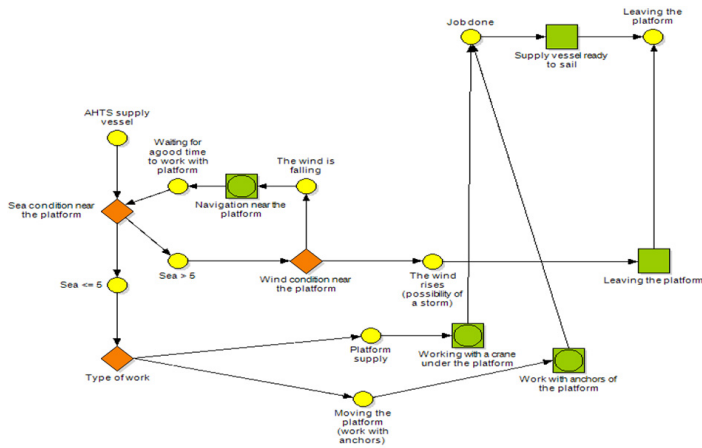 Job done
Leaving the
platform
Supply vessel ready
to sail
AHTS supply
vessel
Waiting for
agood time
to work with
platform
The wind is
falling
Navigation near the
platform
Sea condition near
the platform
Sea > 5
Wind condition near
the platform
The wind
rises
(possibility of
a storm)
Leaving the platform
Sea <= 5
Platform
supply
Working with a crane
under the platform
Type of work
Work with anchors of
the platform
Moving the
platform
(work with
anchors)